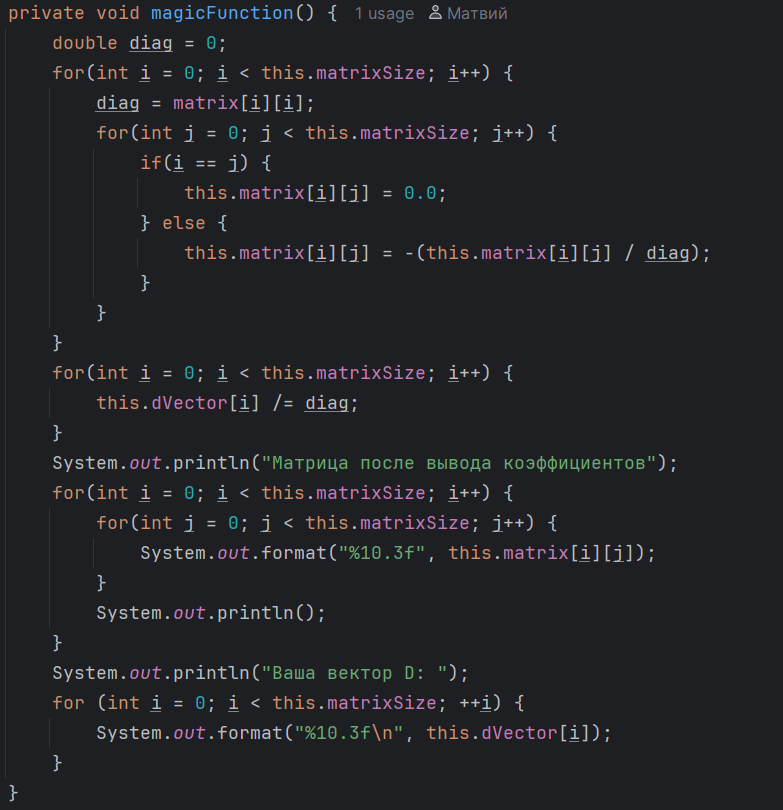 private void magicFunction() { 1 usage Матвий
    double diag = 0;
    for(int i = 0; i < this.matrixSize; i++) {
        diag = matrix[i][i];
        for(int j = 0; j < this.matrixSize; j++) {
            if(i == j) {
                this.matrix[i][j] = 0.0;
            } else {
                this.matrix[i][j] = -(this.matrix[i][j] / diag);
            }
        }
    }
    for(int i = 0; i < this.matrixSize; i++) {
        this.dVector[i] /= diag;
    }
    System.out.println("Матрица после вывода коэффициентов");
    for(int i = 0; i < this.matrixSize; i++) {
        for(int j = 0; j < this.matrixSize; j++) {
            System.out.format("%10.3f", this.matrix[i][j]);
        }
        System.out.println();
    }
    System.out.println("Ваша вектор D: ");
    for (int i = 0; i < this.matrixSize; ++i) {
        System.out.format("%10.3f\n", this.dVector[i]);
    }
}